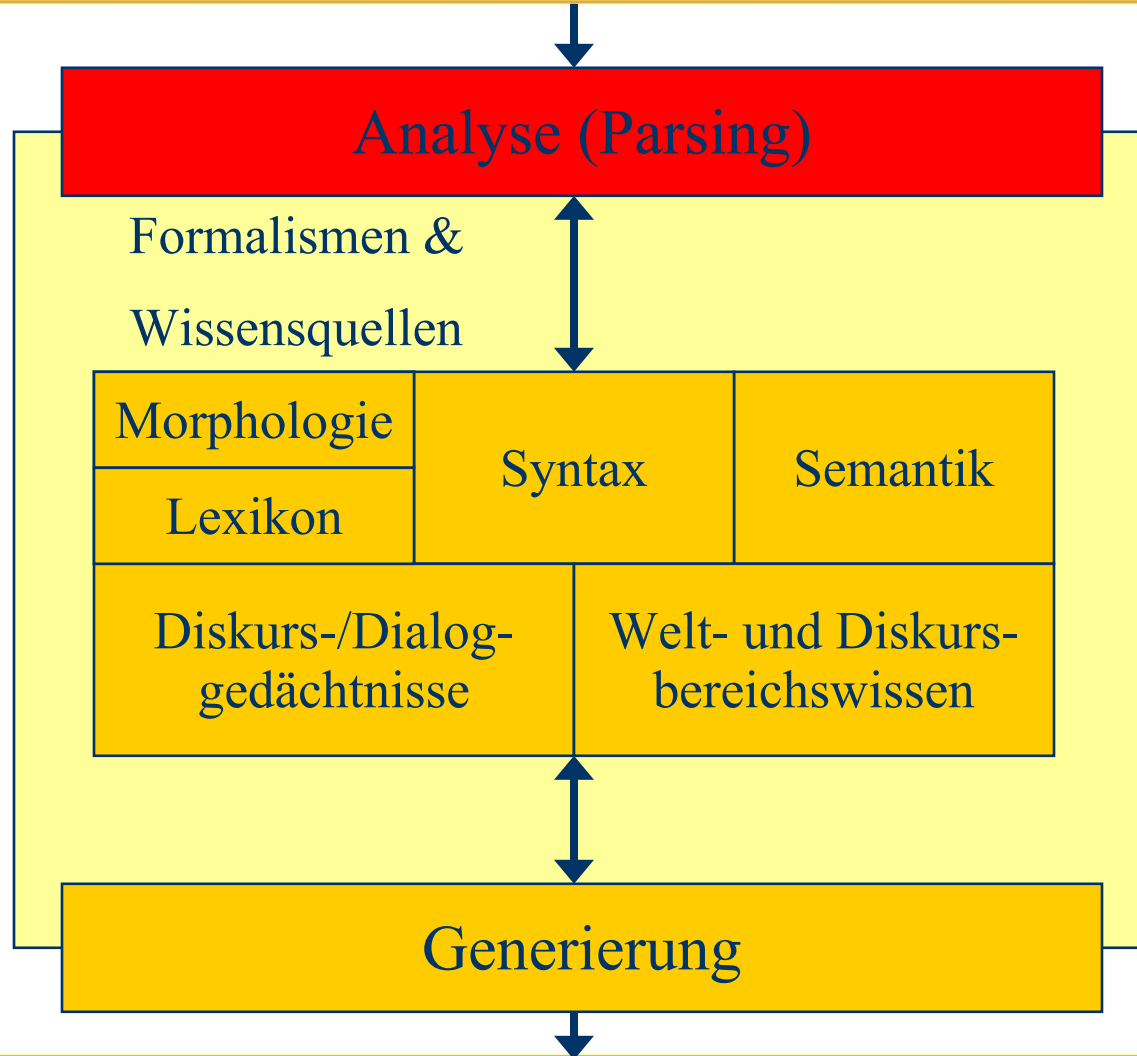 Analyse (Parsing)
Formalismen &
Wissensquellen
Morphologie
Lexikon
Syntax
Semantik
Diskurs-/Dialog-
gedächtnisse
Welt- und Diskurs-
bereichswissen
Generierung